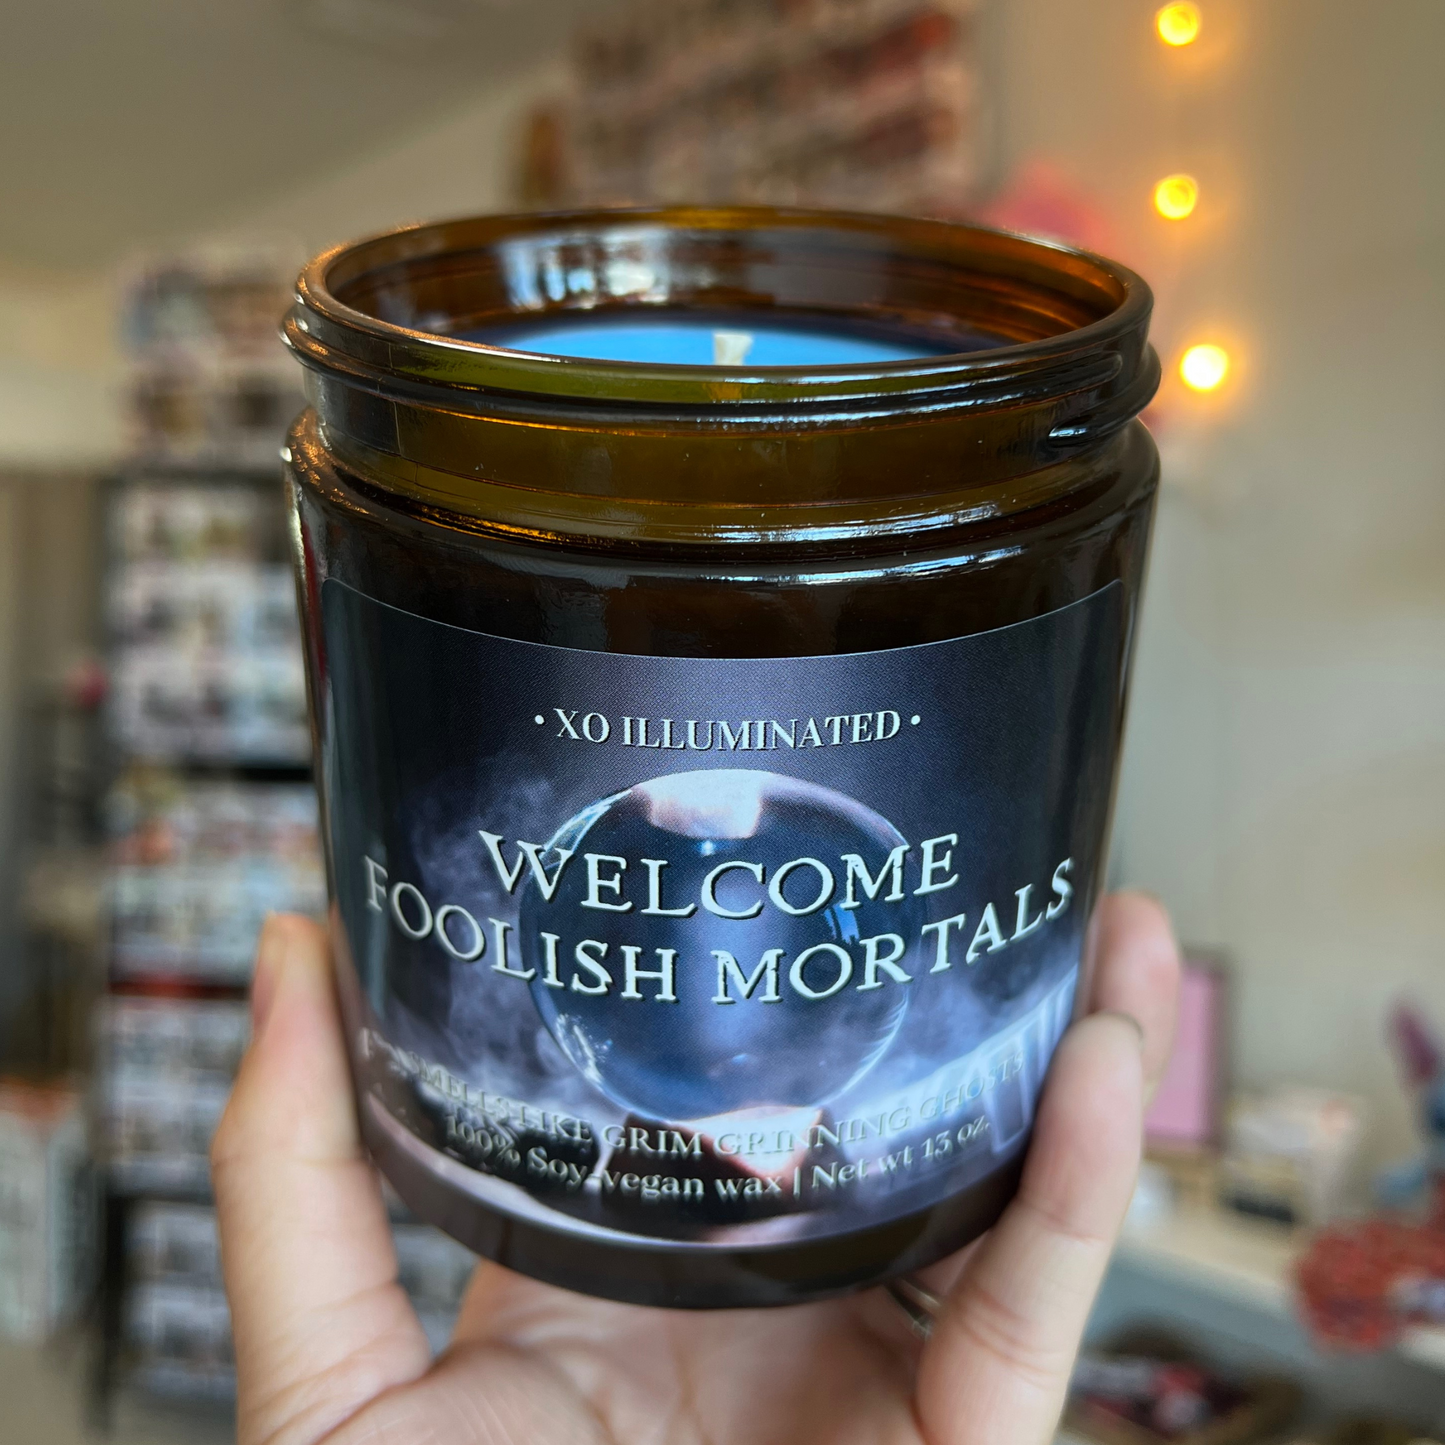 • XO ILLUMINATED •
WELCOME
FOOLISH MORTALS
SMELLS LIKE GRIM GRINNING GHOSTS
100% Soy-vegan wax | Net wt 13 oz.